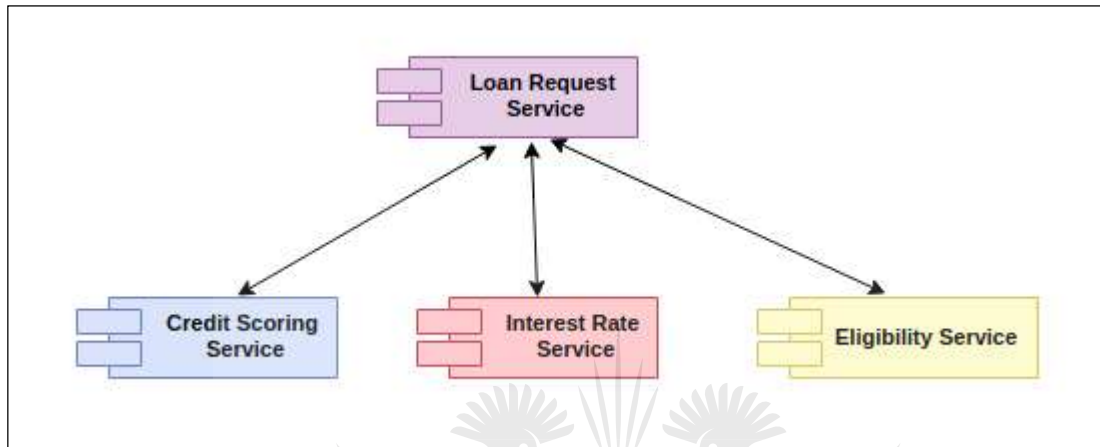 Loan Request
Service
Credit Scoring
Service
Interest Rate
Service
Eligibility Service